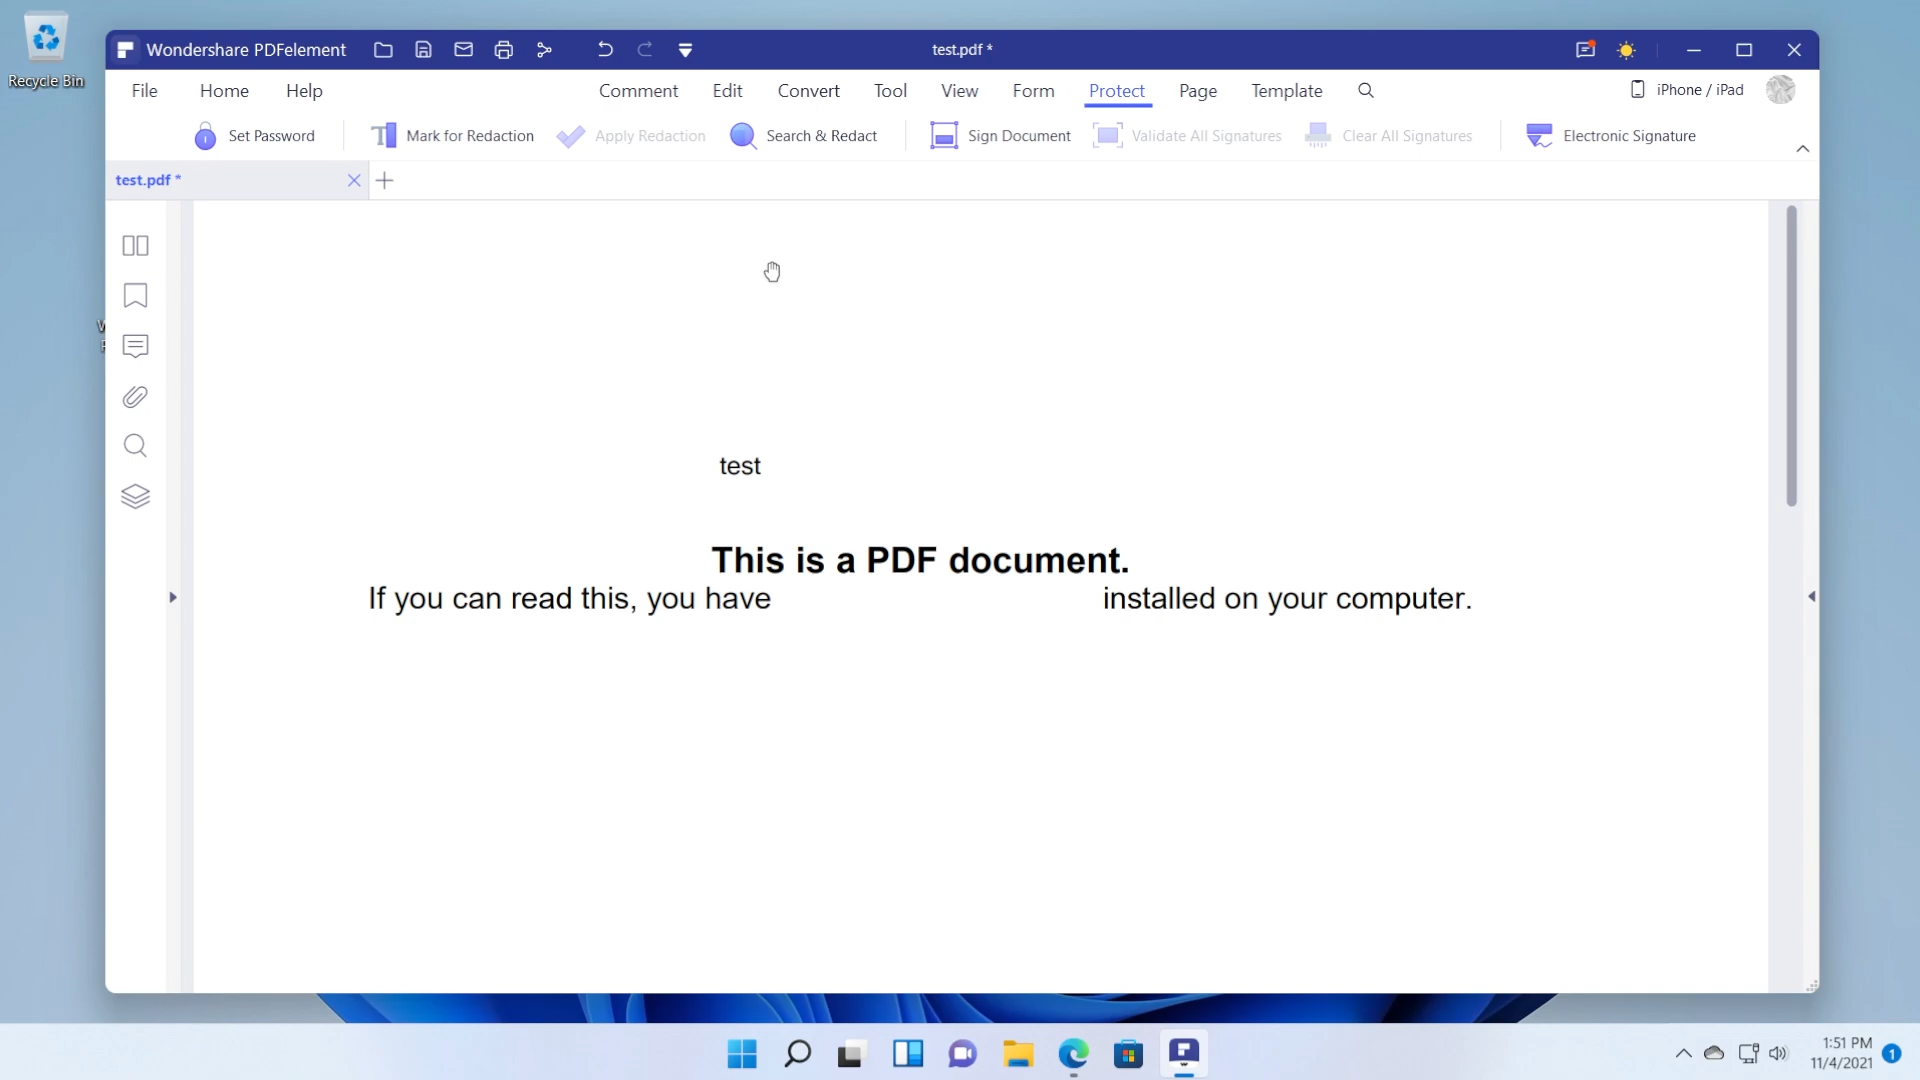 Recycle Bin
Wondershare PDFelement
test.pdf *
File Home Help Comment Edit Convert Tool View Form Protect Page Template iPhone / iPad
Set Password Mark for Redaction Apply Redaction Search & Redact Sign Document Validate All Signatures Clear All Signatures Electronic Signature
test.pdf *
test
This is a PDF document.
If you can read this, you have installed on your computer.
1:51 PM
11/4/2021
1